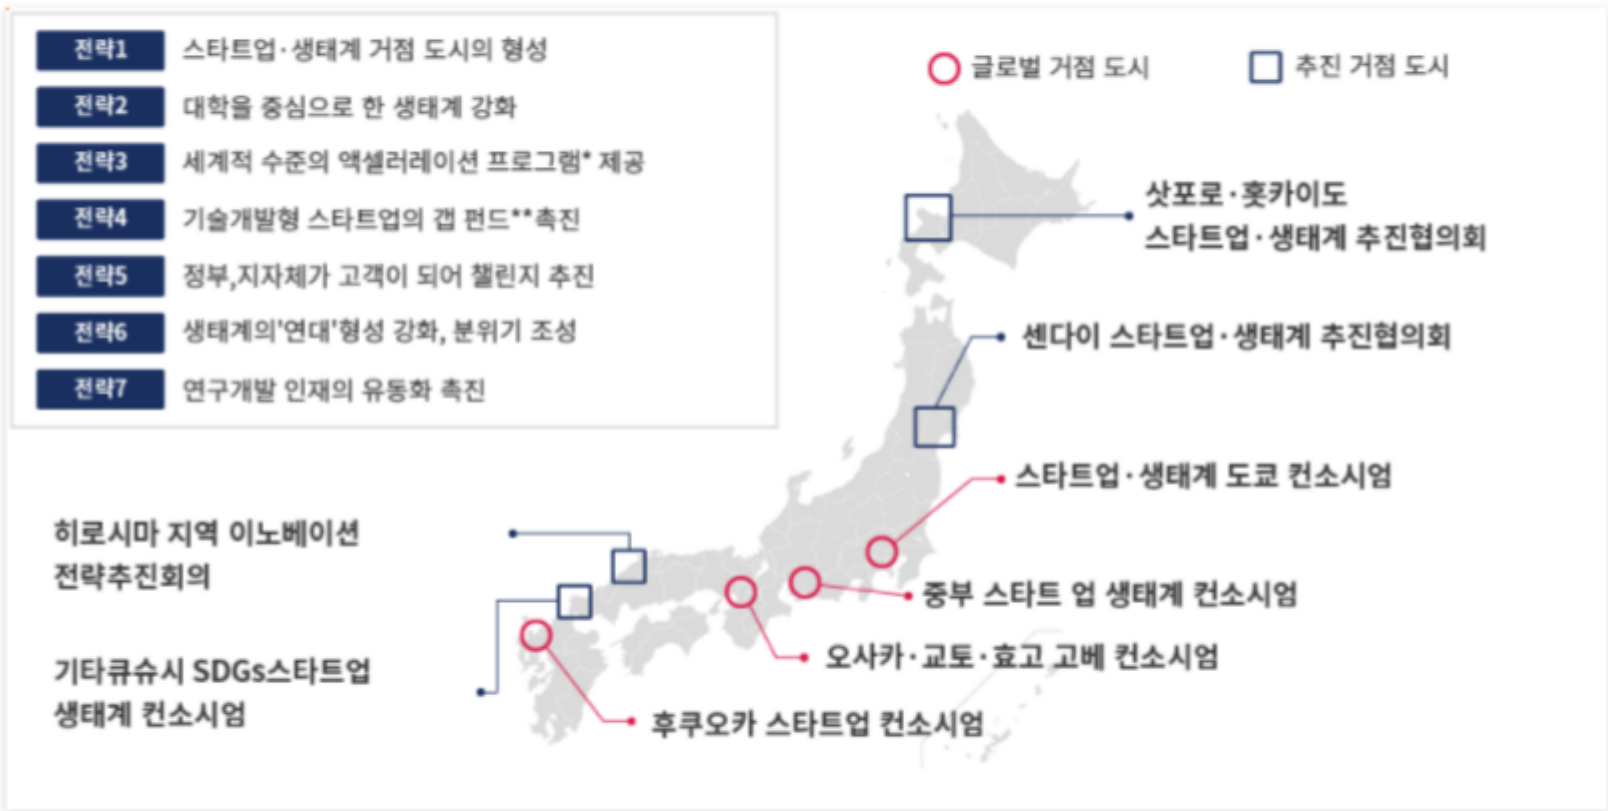 전략1 스타트업·생태계 거점 도시의 형성
전략2 대학을 중심으로 한 생태계 강화
전략3 세계적 수준의 액셀러레이션 프로그램* 제공
전략4 기술개발형 스타트업의 갭 펀드**촉진
전략5 정부,지자체가 고객이 되어 챌린지 추진
전략6 생태계의'연대'형성 강화, 분위기 조성
전략7 연구개발 인재의 유동화 촉진
글로벌 거점 도시
추진 거점 도시
삿포로·홋카이도
스타트업·생태계 추진협의회
센다이 스타트업·생태계 추진협의회
스타트업·생태계 도쿄 컨소시엄
중부 스타트 업 생태계 컨소시엄
오사카·교토·효고 고베 컨소시엄
후쿠오카 스타트업 컨소시엄
히로시마 지역 이노베이션
전략추진회의
기타큐슈시 SDGs스타트업
생태계 컨소시엄